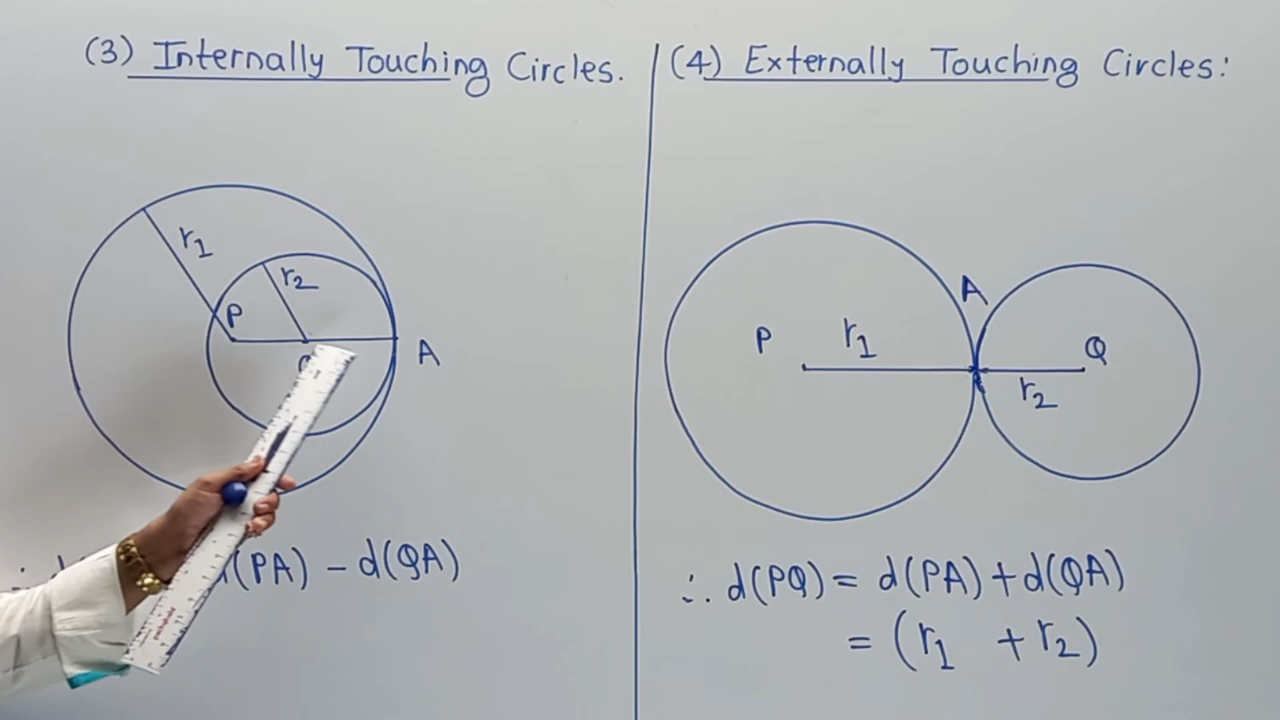 (3) Internally Touching Circles.
r1
r2
P
A
(PA) - d(QA)
(4) Externally Touching Circles:
A
P
r1
Q
r2
∴ d(PQ) = d(PA) + d(QA)
= (r1 + r2)